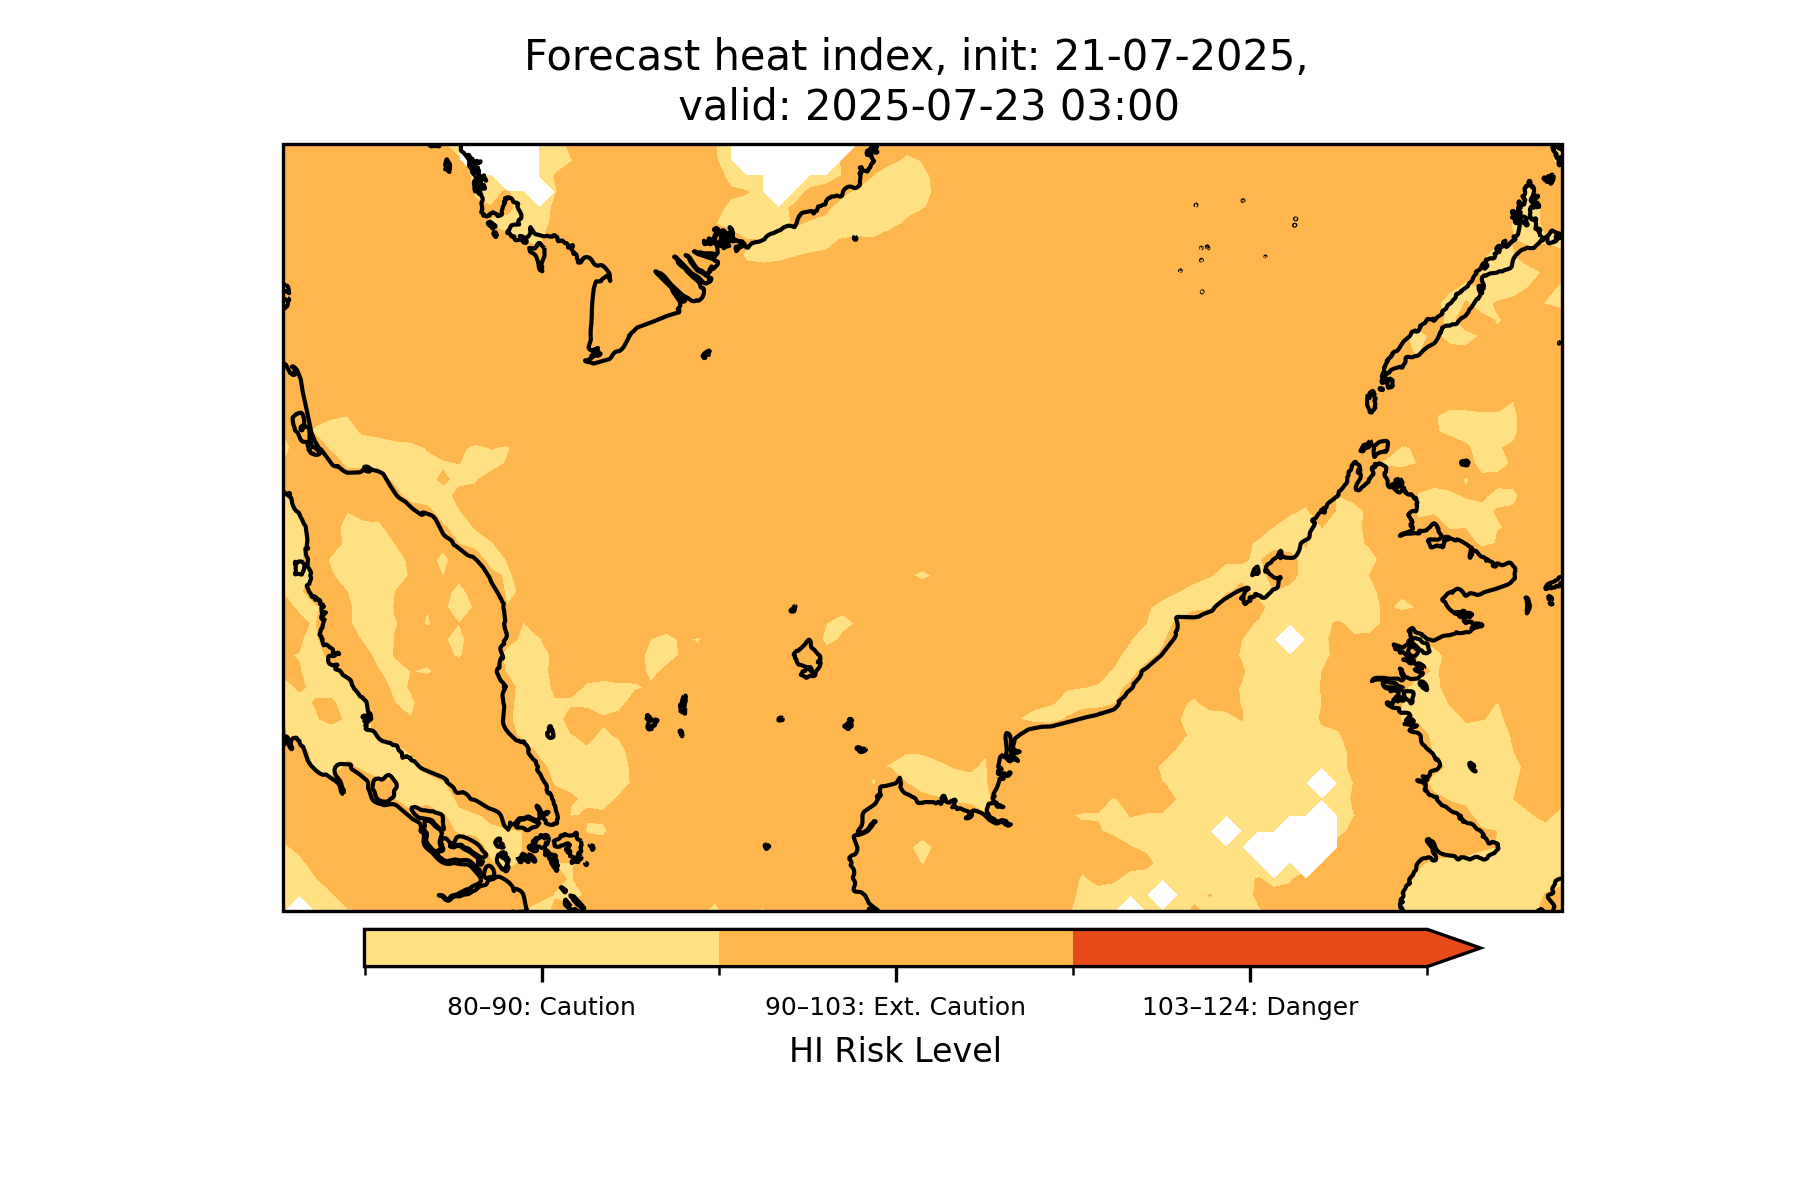 Forecast heat index, init: 21-07-2025,
valid: 2025-07-23 03:00
80–90: Caution
90–103: Ext. Caution
103–124: Danger
HI Risk Level